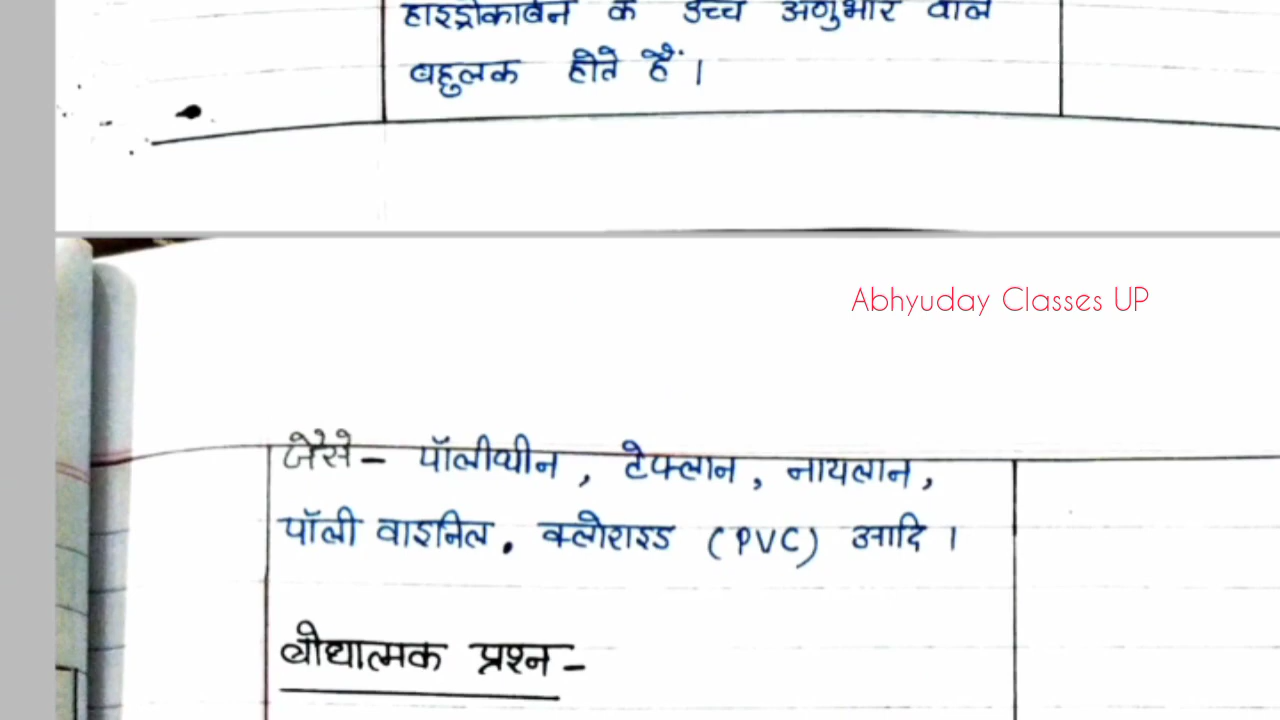 हाइड्रोकार्बन के उच्च अणुभार वाले
बहुलक होते हैं।
Abhyuday Classes UP
जैसे- पॉलीथीन, टेफ्लान, नायलान,
पॉली वाइनिल. क्लोराइड (PVC) आदि।
बोधात्मक प्रश्न-